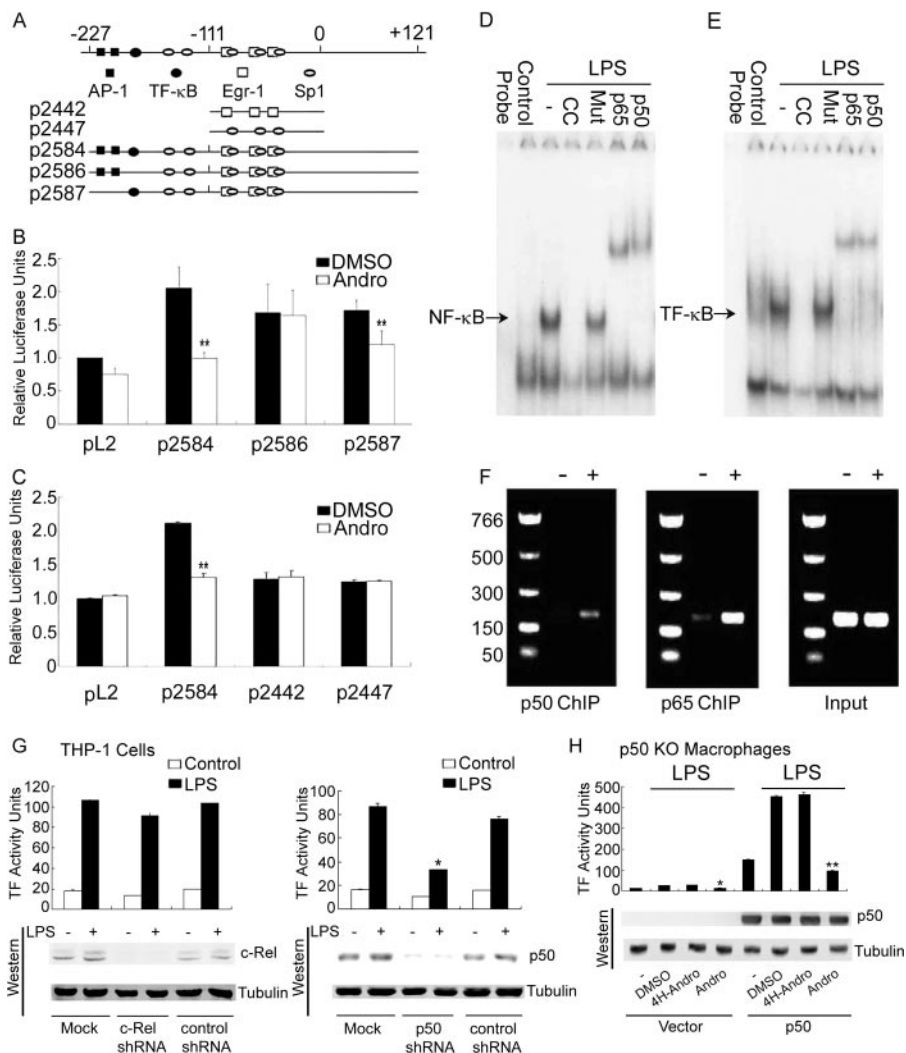 A
-227 -111 0 +121
AP-1 TF-κB Egr-1 Sp1
p2442
p2447
p2584
p2586
p2587
B
Relative Luciferase Units
2.5
2.0
1.5
1.0
0.5
0
DMSO
Andro
**
**
pL2 p2584 p2586 p2587
C
Relative Luciferase Units
2.5
2.0
1.5
1.0
0.5
0
DMSO
Andro
**
pL2 p2584 p2442 p2447
D
LPS
Probe Control - CC Mut p65 p50
NF-κB
E
LPS
Probe Control - CC Mut p65 p50
TF-κB
F
- + - + - +
766
500
300
150
50
766
500
300
150
50
p50 ChIP p65 ChIP Input
G THP-1 Cells
Control
LPS
TF Activity Units
120
100
80
60
40
20
0
LPS - + - + - +
Western
c-Rel
Tubulin
Mock c-Rel shRNA control shRNA
Control
LPS
TF Activity Units
100
80
60
40
20
0
*
LPS - + - + - +
Western
p50
Tubulin
Mock p50 shRNA control shRNA
H p50 KO Macrophages
LPS LPS
TF Activity Units
500
400
300
200
100
0
*
**
Western
p50
Tubulin
- DMSO 4H-Andro Andro - DMSO 4H-Andro Andro
Vector p50